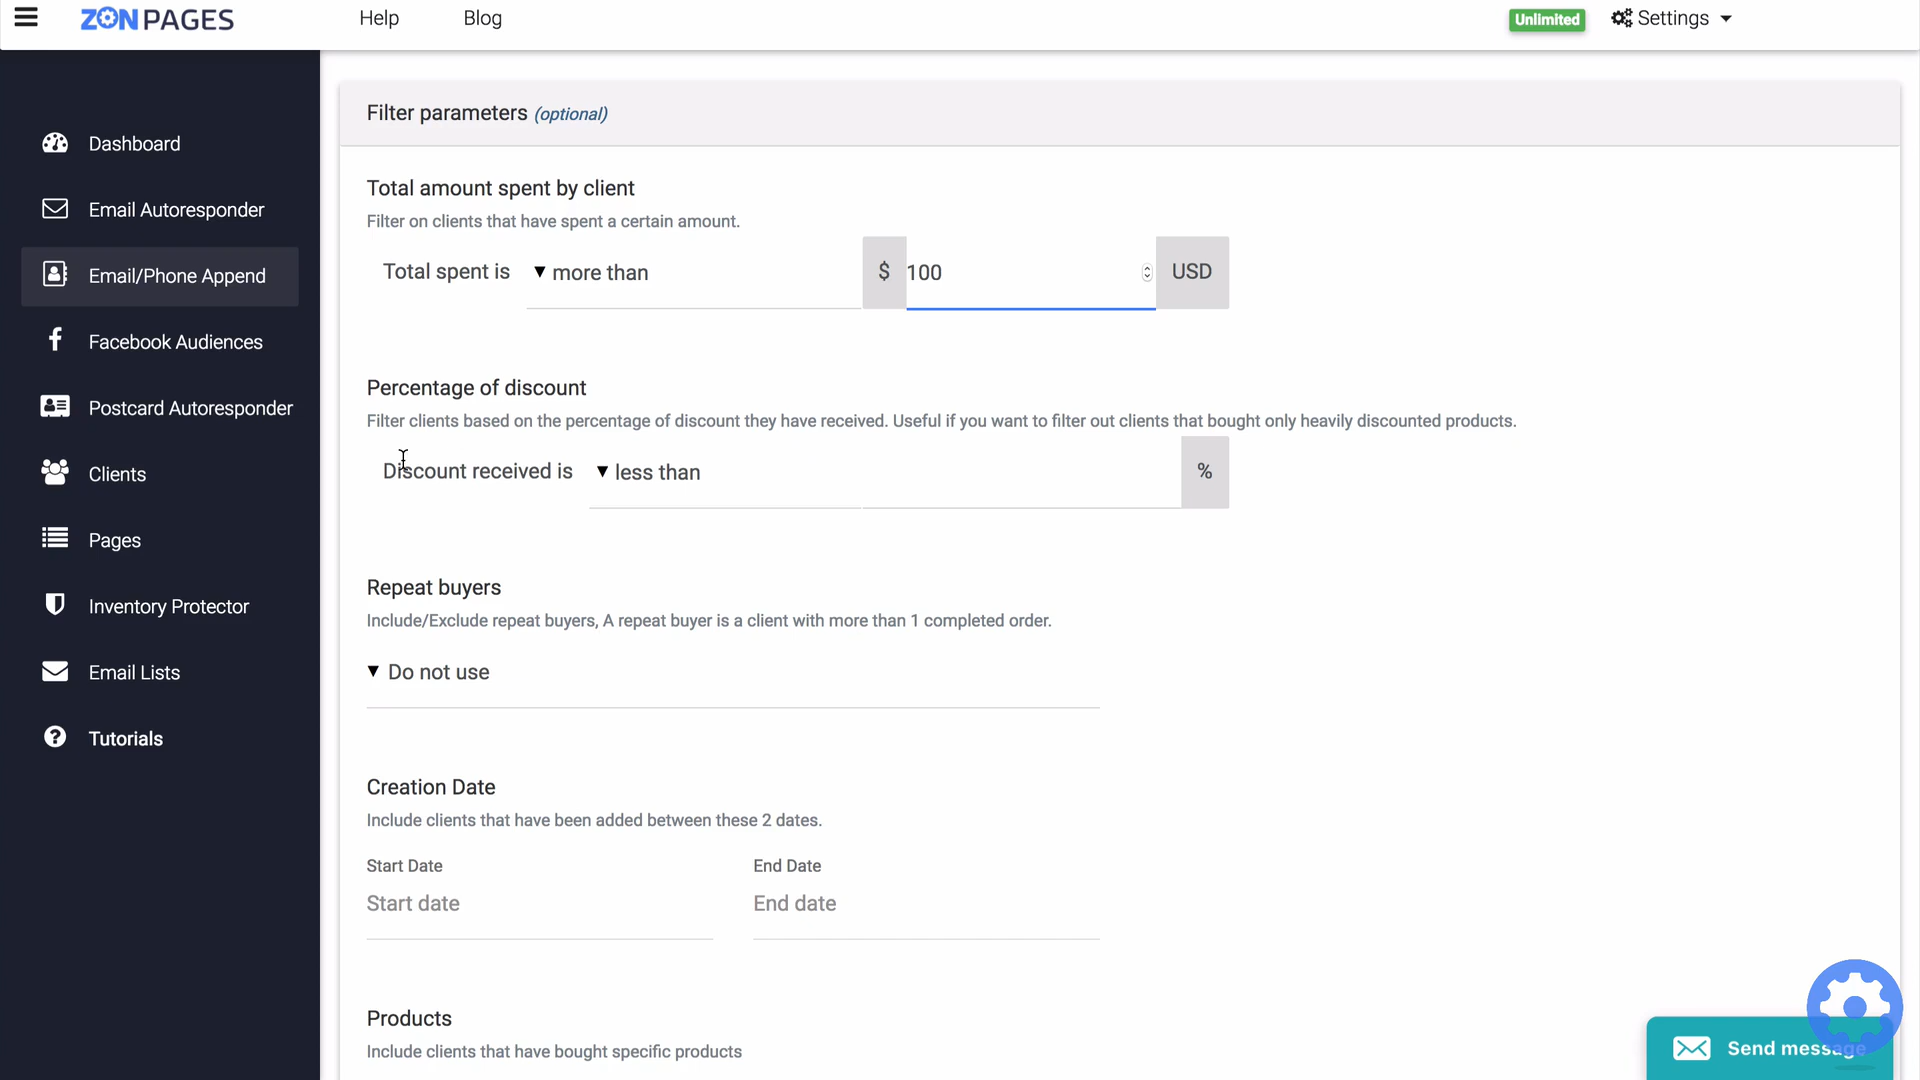 ZONPAGES
Help
Blog
Unlimited
Settings
Dashboard
Email Autoresponder
Email/Phone Append
Facebook Audiences
Postcard Autoresponder
Clients
Pages
Inventory Protector
Email Lists
Tutorials
Filter parameters (optional)
Total amount spent by client
Filter on clients that have spent a certain amount.
Total spent is more than $ 100 USD
Percentage of discount
Filter clients based on the percentage of discount they have received. Useful if you want to filter out clients that bought only heavily discounted products.
Discount received is less than %
Repeat buyers
Include/Exclude repeat buyers, A repeat buyer is a client with more than 1 completed order.
Do not use
Creation Date
Include clients that have been added between these 2 dates.
Start Date End Date
Start date End date
Products
Include clients that have bought specific products
Send message